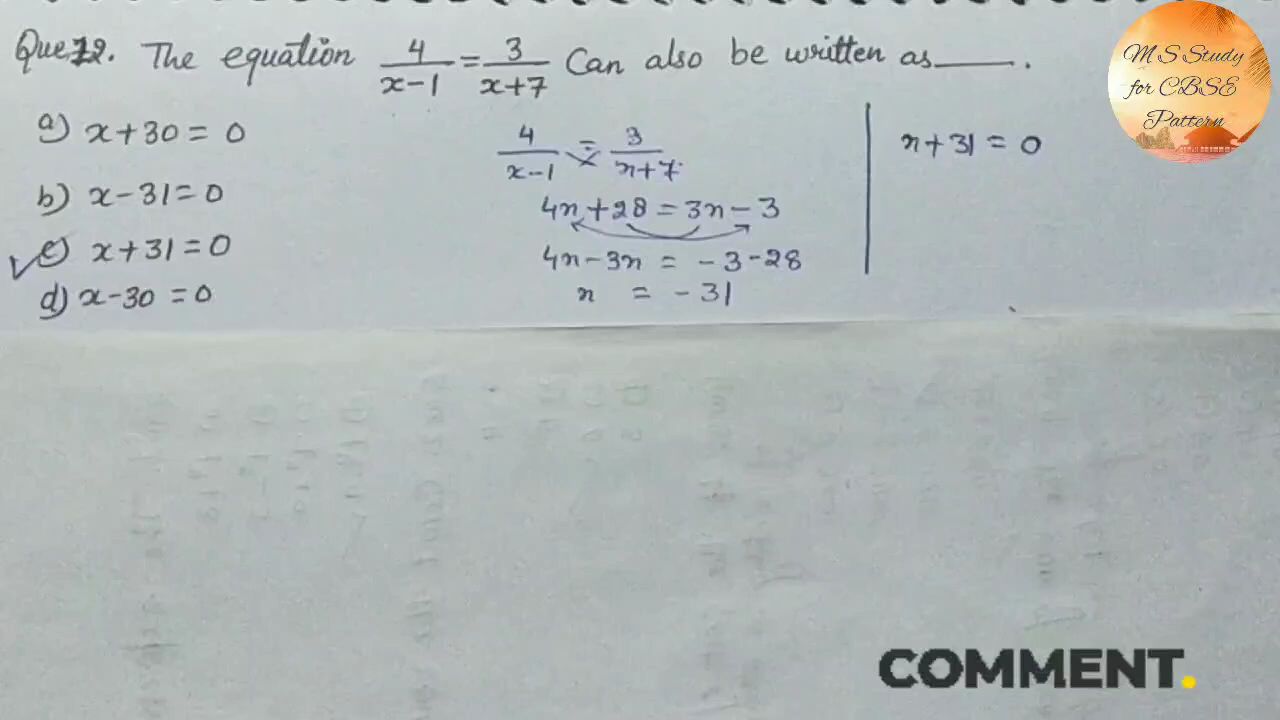 Que.12. The equation 4/(x-1) = 3/(x+7) Can also be written as____.
a) x+30 = 0
b) x-31=0
c) x+31=0
d) x-30 = 0
4/(x-1) = 3/(x+7)
4x+28 = 3x-3
4x-3x = -3-28
x = -31
x+31 = 0
MS Study
for CBSE
Pattern
COMMENT.